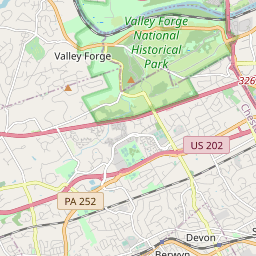 Valley Forge
National
Historical
Park
Valley Forge
326
US 202
PA 252
Devon
Berwyn